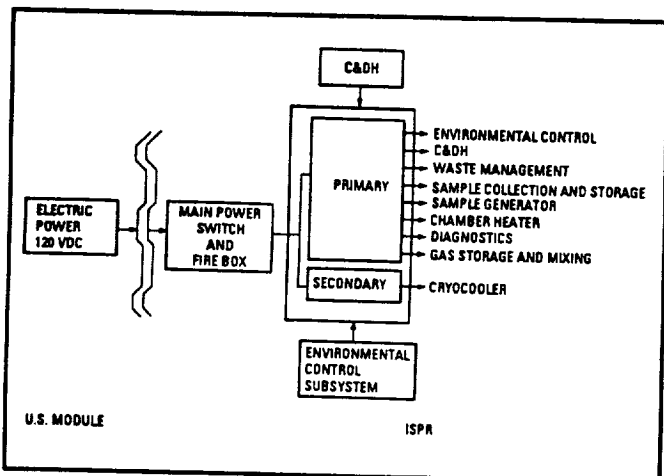 C&DH
ENVIRONMENTAL CONTROL
C&DH
WASTE MANAGEMENT
SAMPLE COLLECTION AND STORAGE
SAMPLE GENERATOR
CHAMBER HEATER
DIAGNOSTICS
GAS STORAGE AND MIXING
PRIMARY
ELECTRIC
POWER
120 VDC
MAIN POWER
SWITCH
AND
FIRE BOX
SECONDARY
CRYOCOOLER
ENVIRONMENTAL
CONTROL
SUBSYSTEM
U.S. MODULE
ISPR